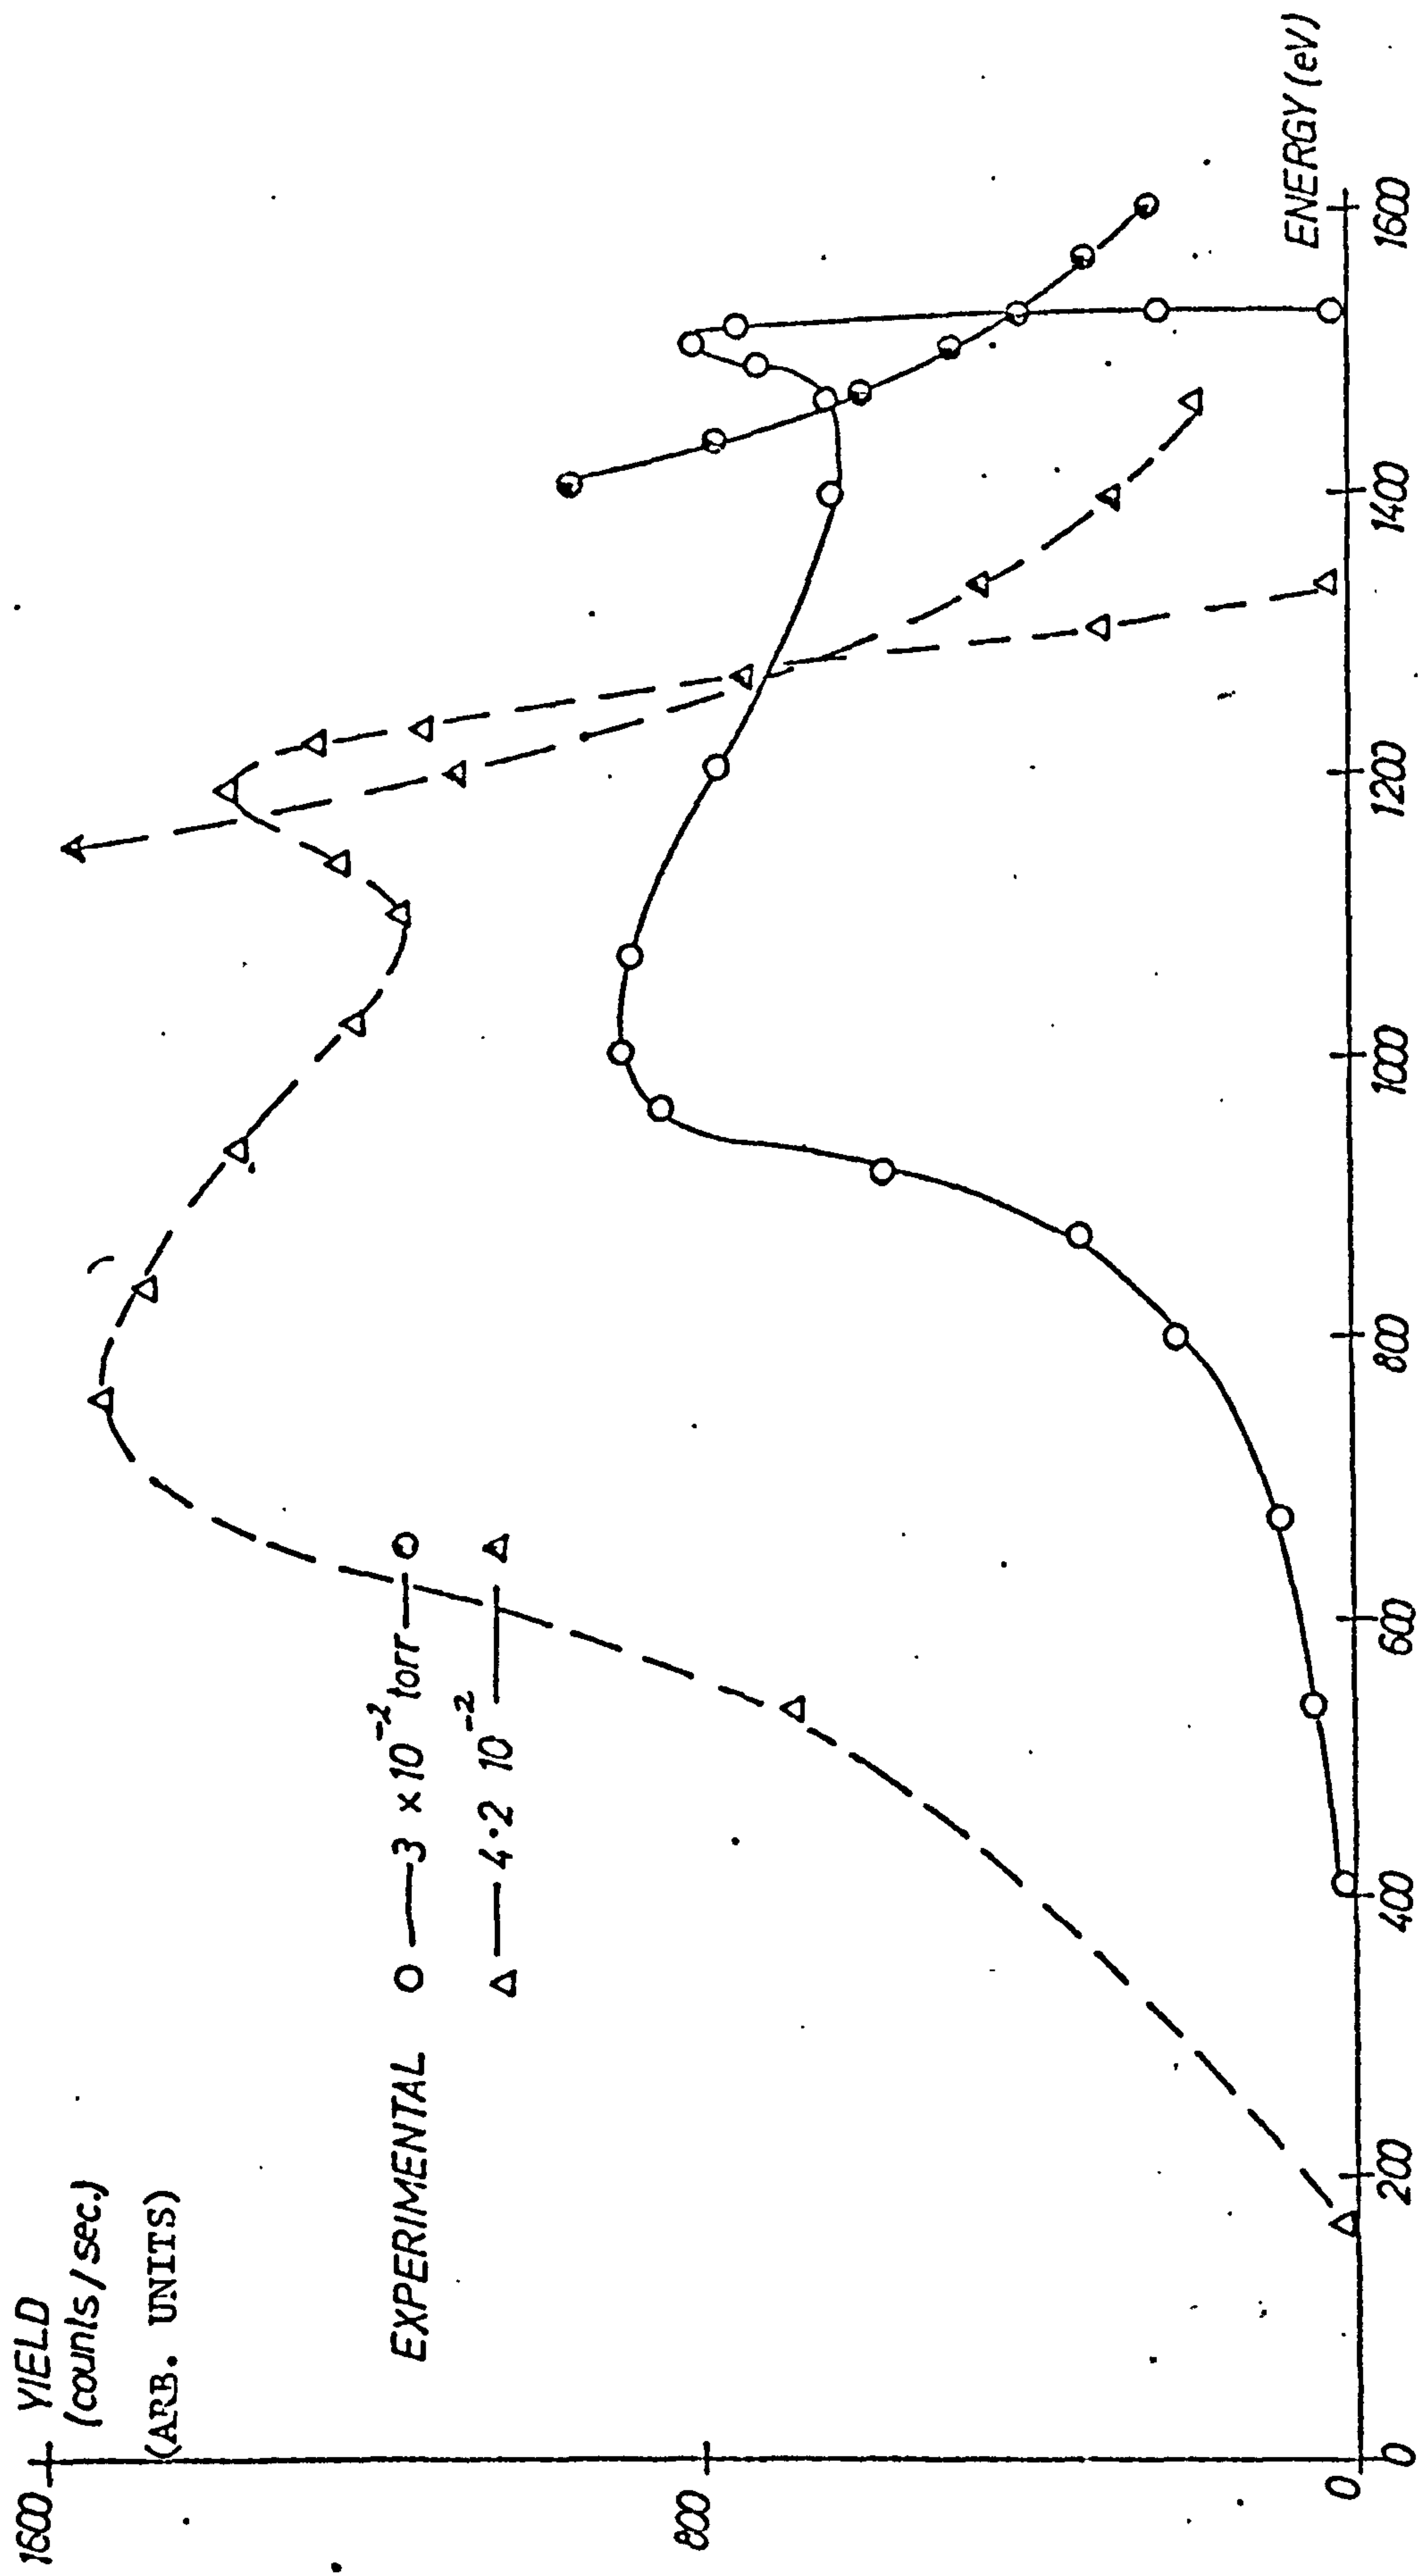 1600 YIELD
(counts/sec.)
(ARB. UNITS)
EXPERIMENTAL O — 3 × 10⁻² torr —
Δ — 4·2 10⁻² —
800
0
0 200 400 600 800 1000 1200 1400 1600
ENERGY (eV)